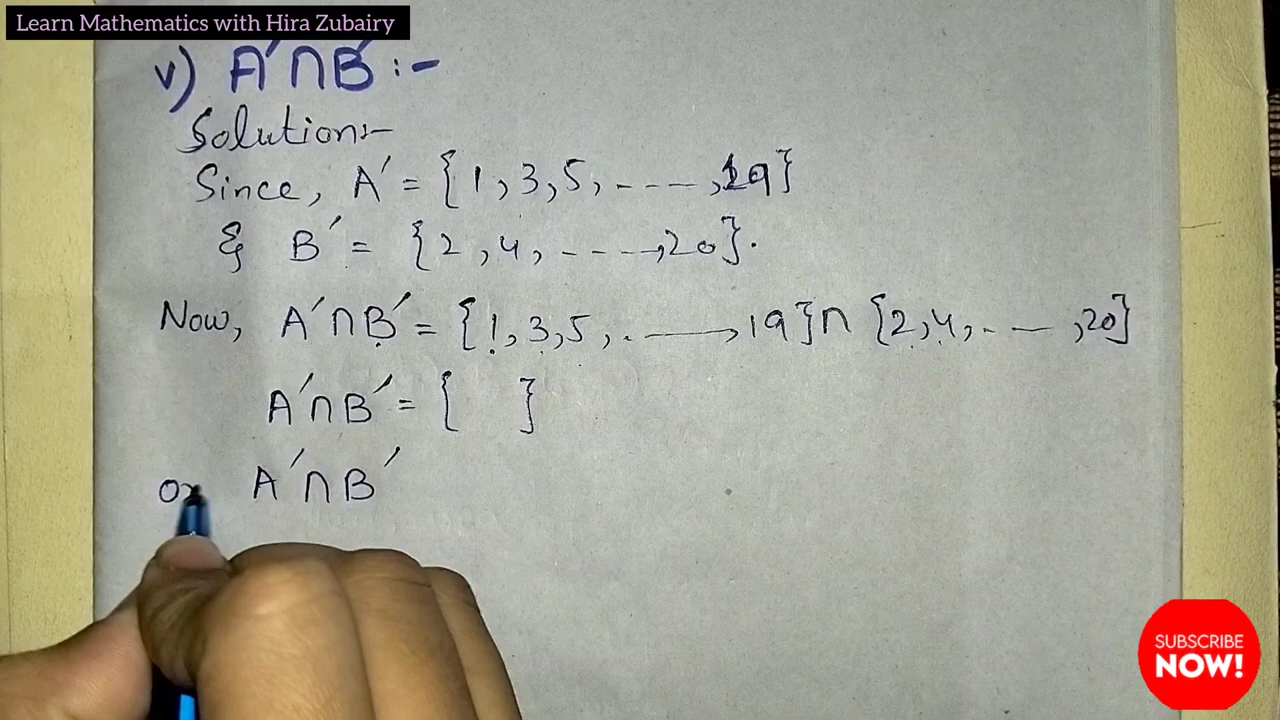 Learn Mathematics with Hira Zubairy
v) A′∩B′ :-
Solution:-
Since, A′ = {1, 3, 5, ----, 19}
& B′ = {2, 4, ----, 20}.
Now, A′∩B′ = {1, 3, 5, .----, 19} ∩ {2, 4, ----, 20}
A′∩B′ = { }
Or A′∩B′
SUBSCRIBE
NOW!